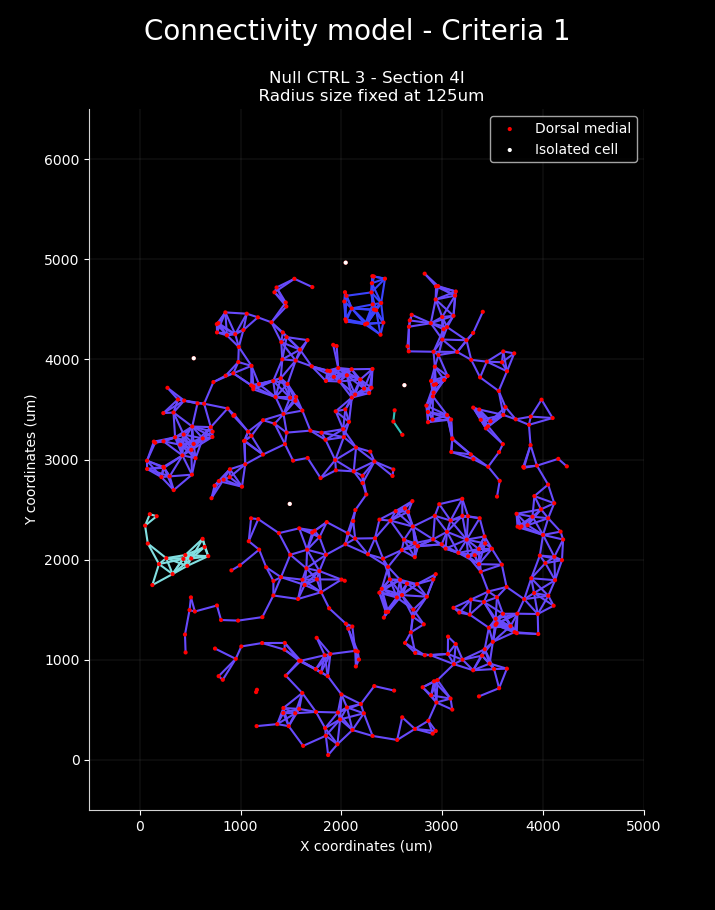 Connectivity model - Criteria 1
Null CTRL 3 - Section 4l
Radius size fixed at 125um
Dorsal medial
Isolated cell
6000
5000
4000
3000
2000
1000
0
Y coordinates (um)
0 1000 2000 3000 4000 5000
X coordinates (um)